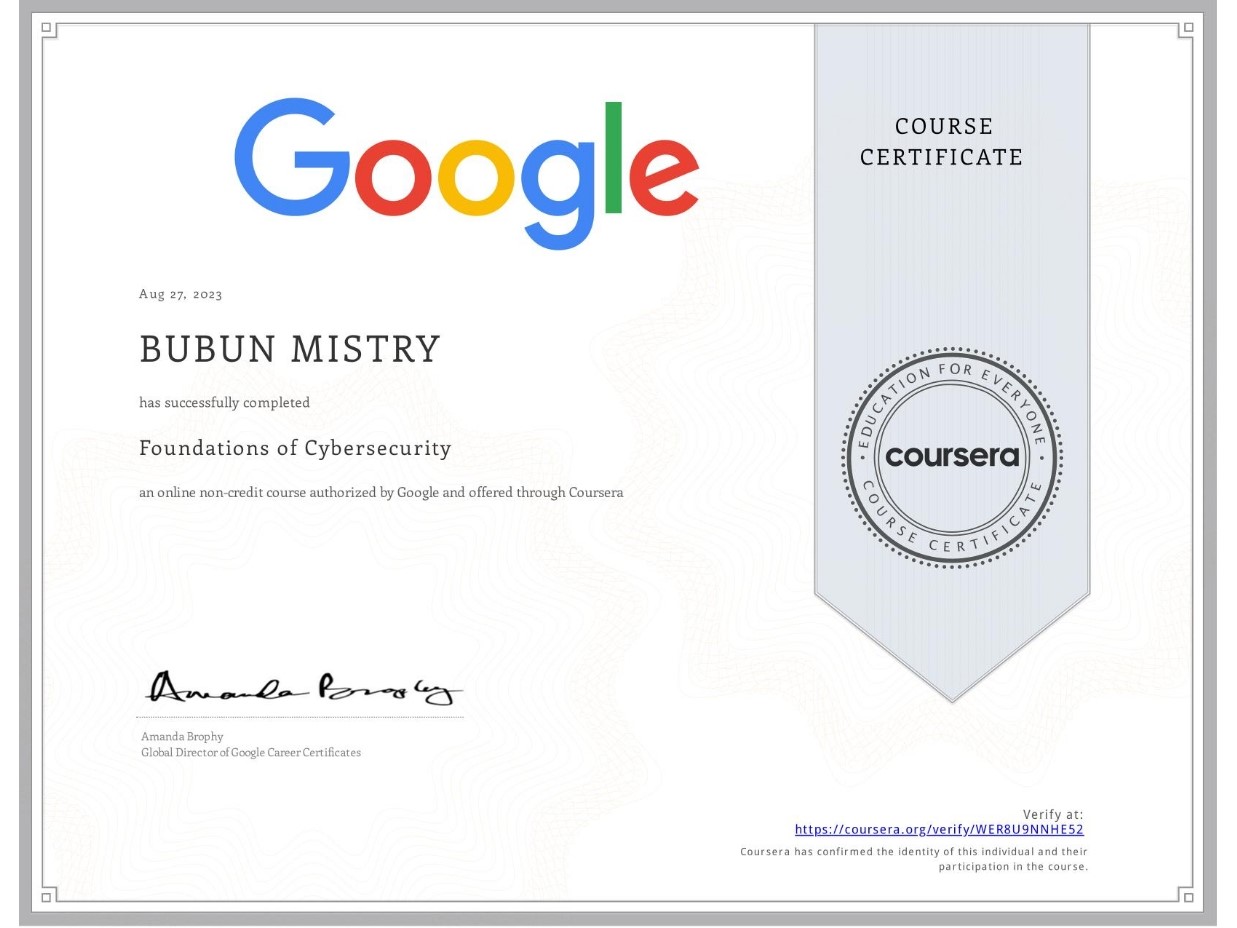 Google
COURSE
CERTIFICATE
Aug 27, 2023
BUBUN MISTRY
has successfully completed
Foundations of Cybersecurity
an online non-credit course authorized by Google and offered through Coursera
EDUCATION FOR EVERYONE
coursera
COURSE CERTIFICATE
Amanda Brophy
Amanda Brophy
Global Director of Google Career Certificates
Verify at:
https://coursera.org/verify/WER8U9NNHE52
Coursera has confirmed the identity of this individual and their
participation in the course.